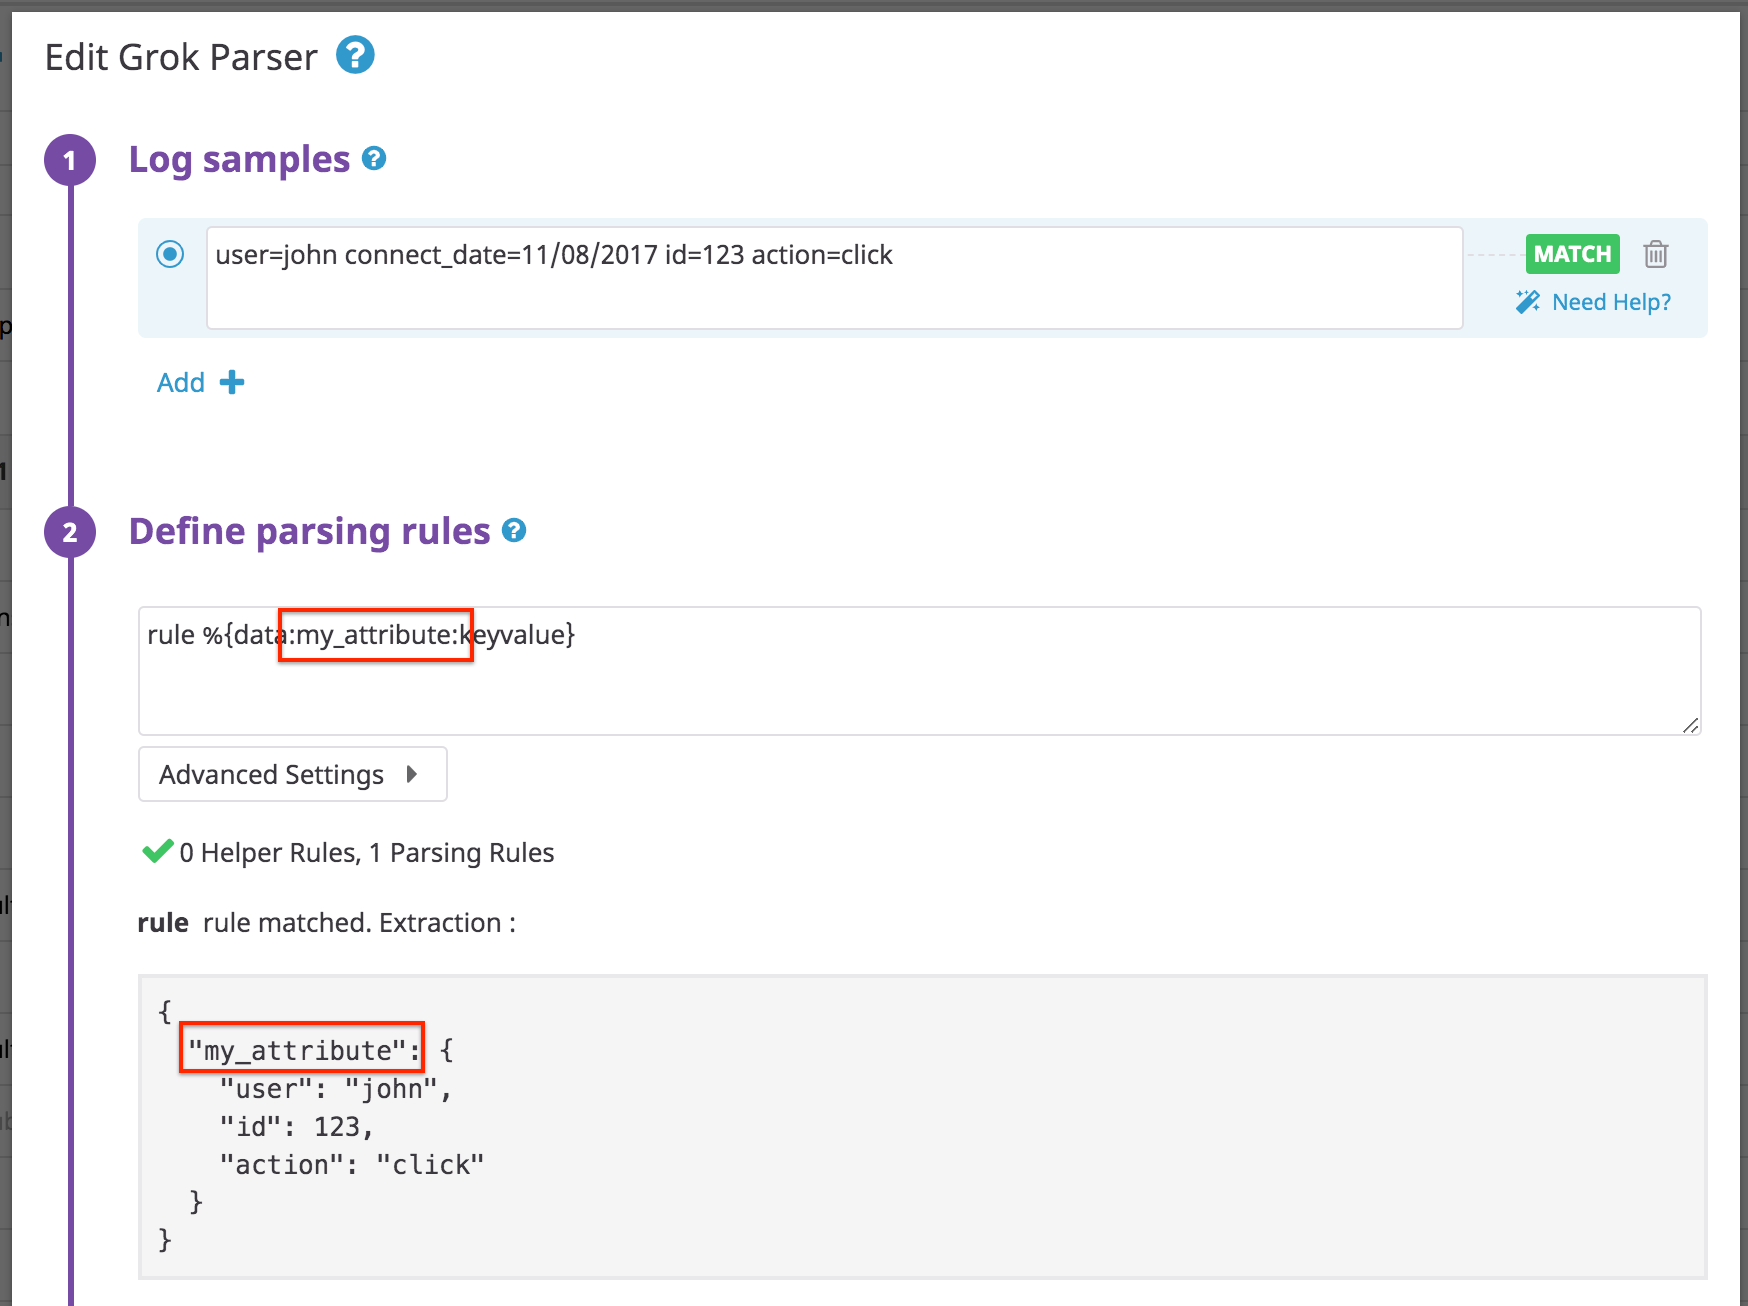 Edit Grok Parser ?
1 Log samples ?
user=john connect_date=11/08/2017 id=123 action=click MATCH
Need Help?
Add +
2 Define parsing rules ?
rule %{data:my_attribute:keyvalue}
Advanced Settings
0 Helper Rules, 1 Parsing Rules
rule rule matched. Extraction :
{
"my_attribute": {
"user": "john",
"id": 123,
"action": "click"
}
}